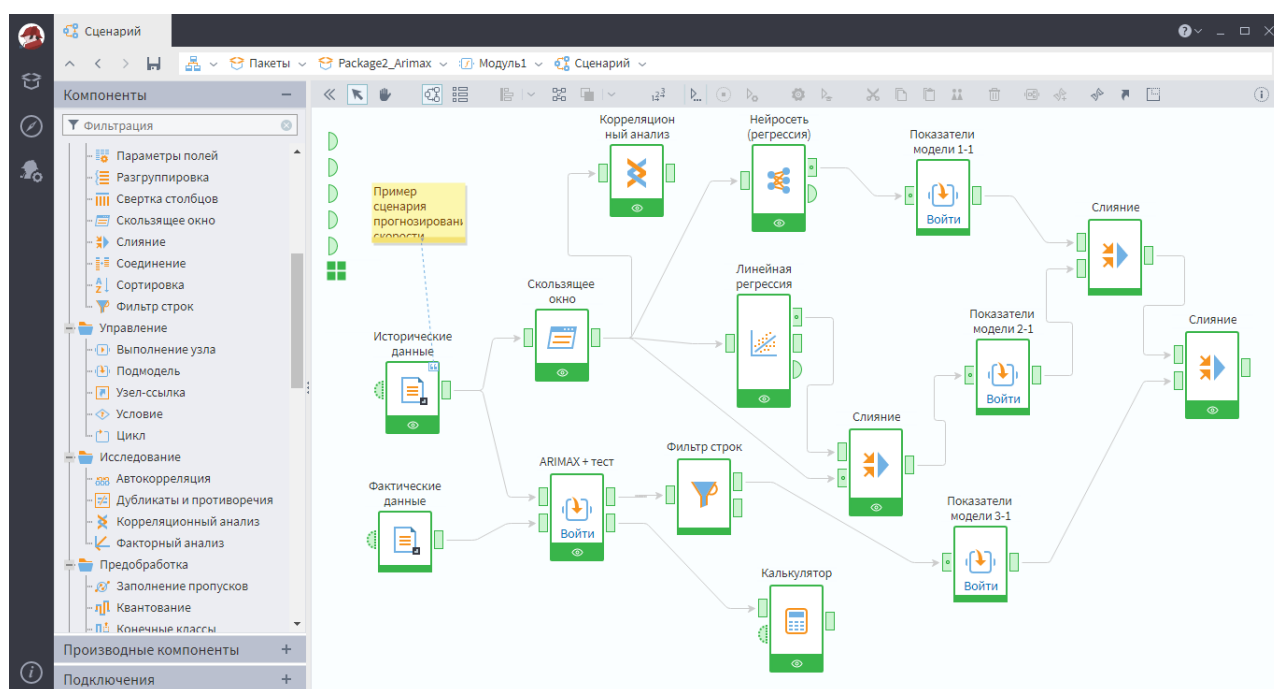 Сценарий
Пакеты
Package2_Arimax
Модуль1
Сценарий
Компоненты
Фильтрация
Параметры полей
Разгруппировка
Свертка столбцов
Скользящее окно
Слияние
Соединение
Сортировка
Фильтр строк
Управление
Выполнение узла
Подмодель
Узел-ссылка
Условие
Цикл
Исследование
Автокорреляция
Дубликаты и противоречия
Корреляционный анализ
Факторный анализ
Предобработка
Заполнение пропусков
Квантование
Конечные классы
Производные компоненты
Подключения
Пример
сценария
прогнозировани
скорости
Корреляцион
ный анализ
Нейросеть
(регрессия)
Показатели
модели 1-1
Войти
Слияние
Скользящее
окно
Линейная
регрессия
Показатели
модели 2-1
Войти
Слияние
Исторические
данные
Слияние
ARIMAX + тест
Войти
Фильтр строк
Фактические
данные
Показатели
модели 3-1
Войти
Калькулятор